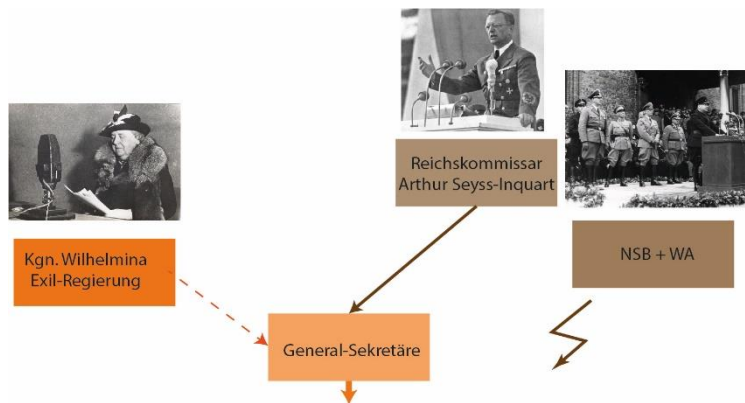 Reichskommissar
Arthur Seyss-Inquart
Kgn. Wilhelmina
Exil-Regierung
NSB + WA
General-Sekretäre